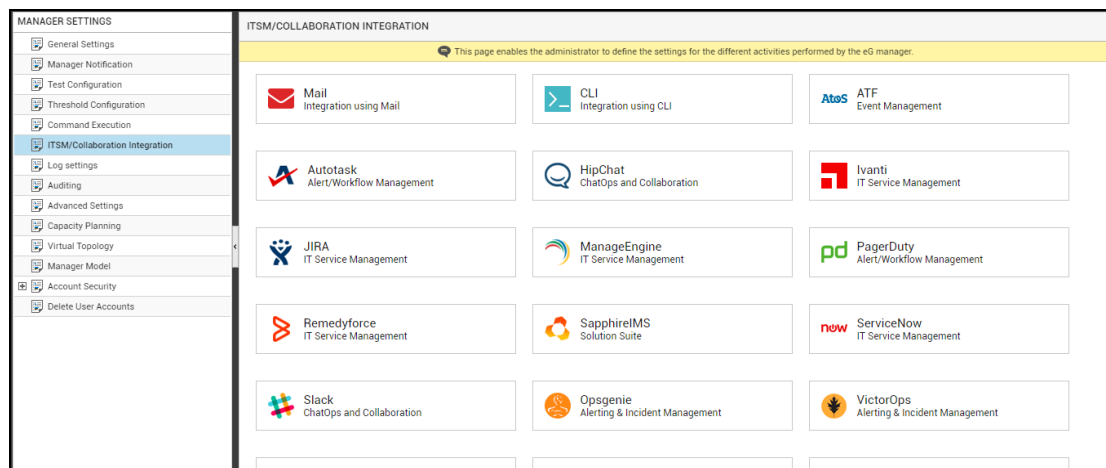 MANAGER SETTINGS
General Settings
Manager Notification
Test Configuration
Threshold Configuration
Command Execution
ITSM/Collaboration Integration
Log settings
Auditing
Advanced Settings
Capacity Planning
Virtual Topology
Manager Model
Account Security
Delete User Accounts
ITSM/COLLABORATION INTEGRATION
This page enables the administrator to define the settings for the different activities performed by the eG manager.
Mail
Integration using Mail
CLI
Integration using CLI
Atos
ATF
Event Management
Autotask
Alert/Workflow Management
HipChat
ChatOps and Collaboration
Ivanti
IT Service Management
JIRA
IT Service Management
ManageEngine
IT Service Management
pd
PagerDuty
Alert/Workflow Management
Remedyforce
IT Service Management
SapphireIMS
Solution Suite
now
ServiceNow
IT Service Management
Slack
ChatOps and Collaboration
Opsgenie
Alerting & Incident Management
VictorOps
Alerting & Incident Management